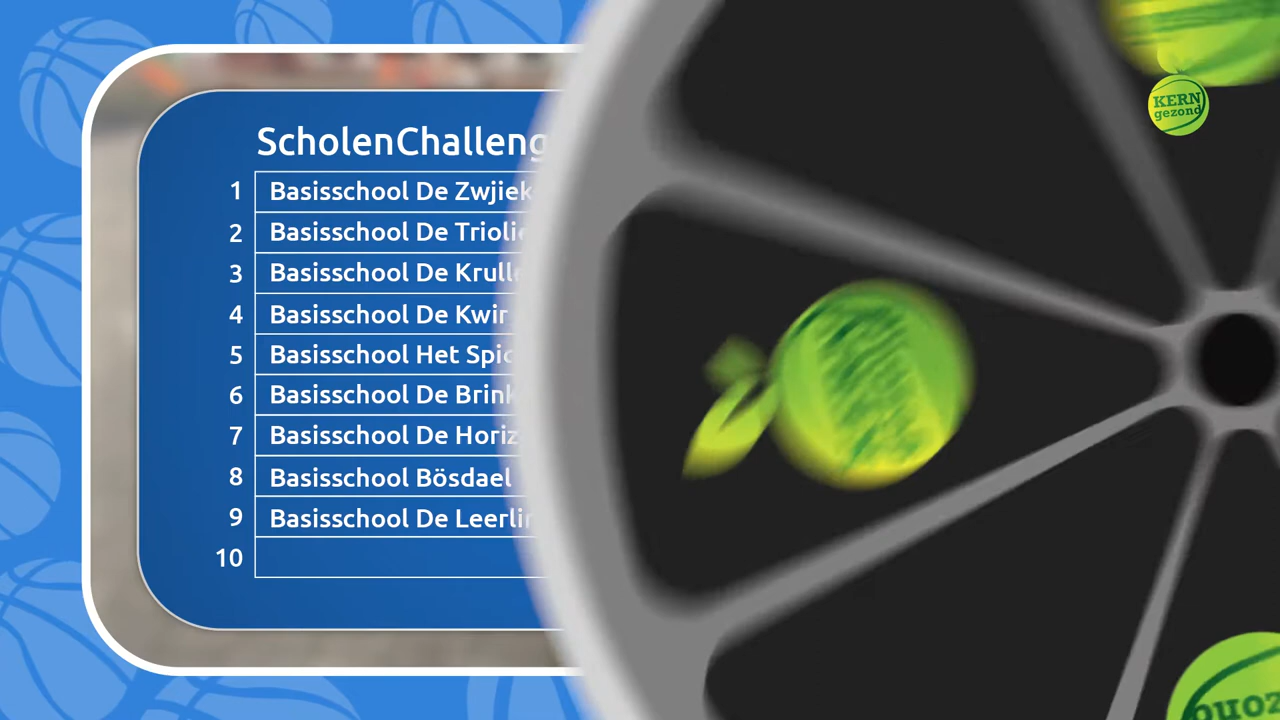 ScholenChalleng
1 Basisschool De Zwjiek
2 Basisschool De Triolie
3 Basisschool De Krulle
4 Basisschool De Kwir
5 Basisschool Het Spic
6 Basisschool De Brink
7 Basisschool De Horiz
8 Basisschool Bösdael
9 Basisschool De Leerlin
10
KERN
gezond